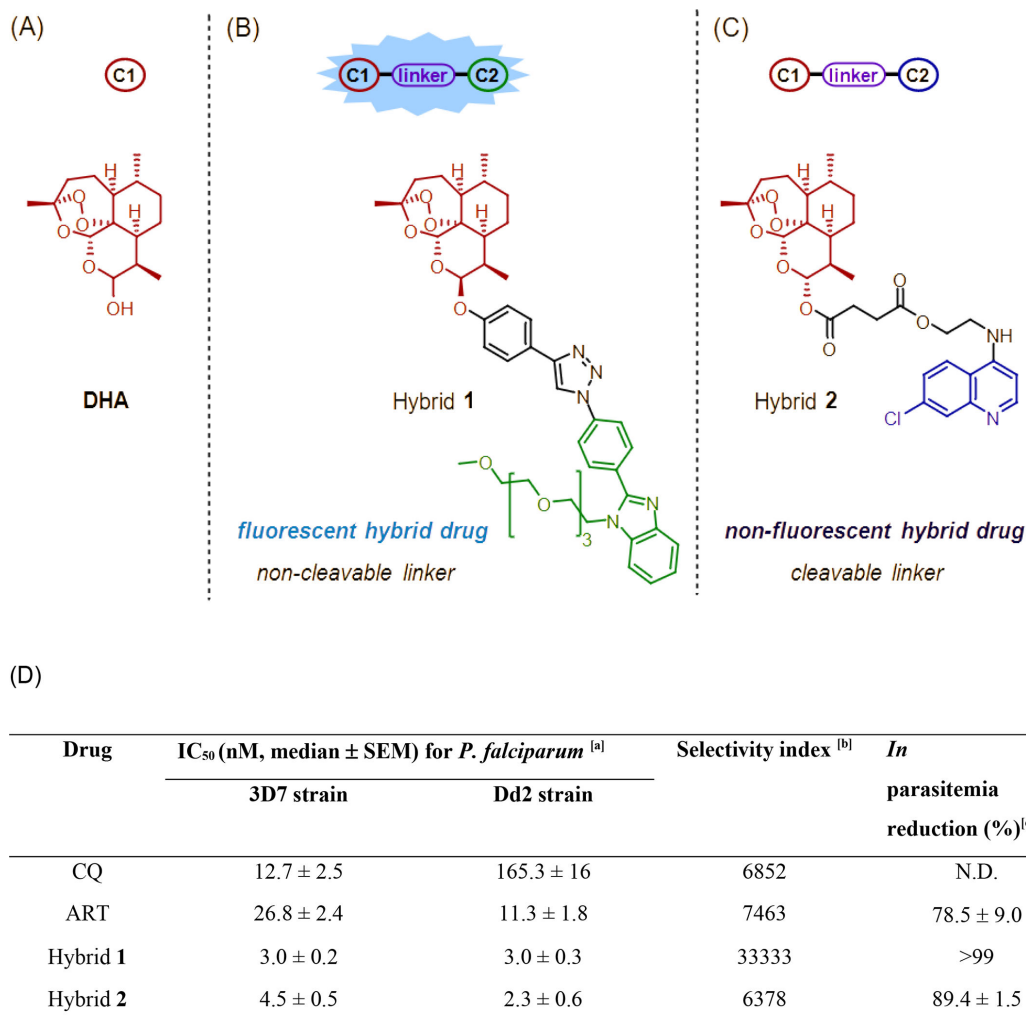 (A)
C1
O
O
O
O
H
H
OH
DHA
(B)
C1 linker C2
H
O
O
O
H
O
O
N
N
N
Hybrid 1
O
O
3
N
N
fluorescent hybrid drug
non-cleavable linker
(C)
C1 linker C2
H
O
O
O
H
O
O
O
O
O
NH
N
Cl
Hybrid 2
non-fluorescent hybrid drug
cleavable linker
(D)
Drug IC50 (nM, median ± SEM) for P. falciparum [a] Selectivity index [b] In
3D7 strain Dd2 strain parasitemia
reduction (%)[
CQ 12.7 ± 2.5 165.3 ± 16 6852 N.D.
ART 26.8 ± 2.4 11.3 ± 1.8 7463 78.5 ± 9.0
Hybrid 1 3.0 ± 0.2 3.0 ± 0.3 33333 >99
Hybrid 2 4.5 ± 0.5 2.3 ± 0.6 6378 89.4 ± 1.5